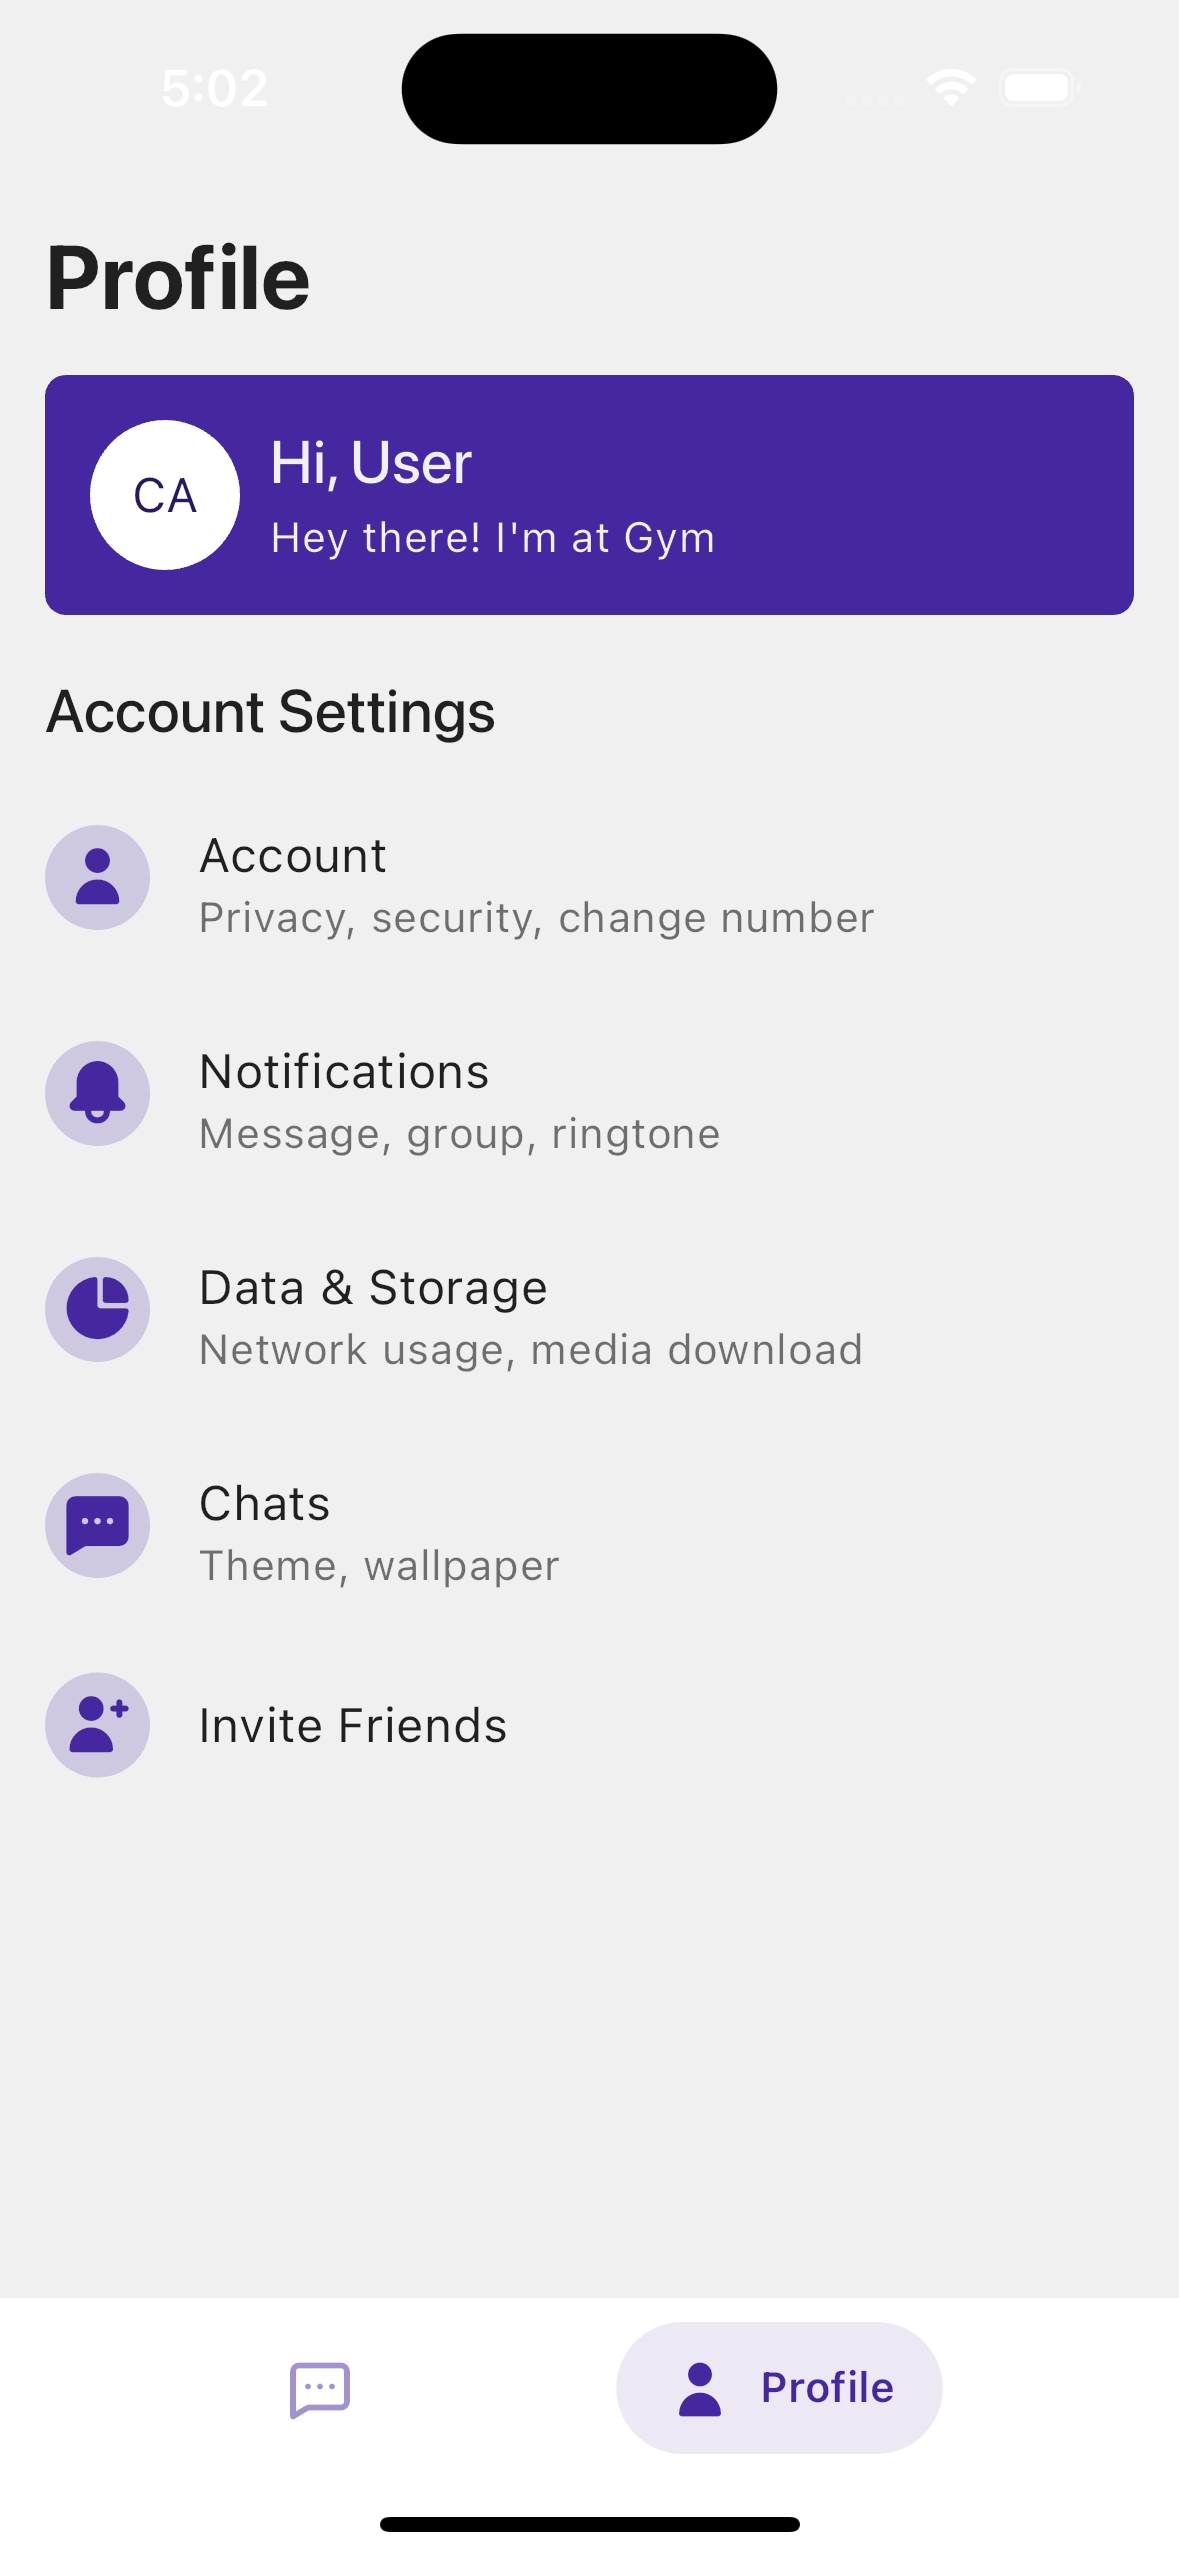 5:02
Profile
CA
Hi, User
Hey there! I'm at Gym
Account Settings
Account
Privacy, security, change number
Notifications
Message, group, ringtone
Data & Storage
Network usage, media download
Chats
Theme, wallpaper
Invite Friends
Profile